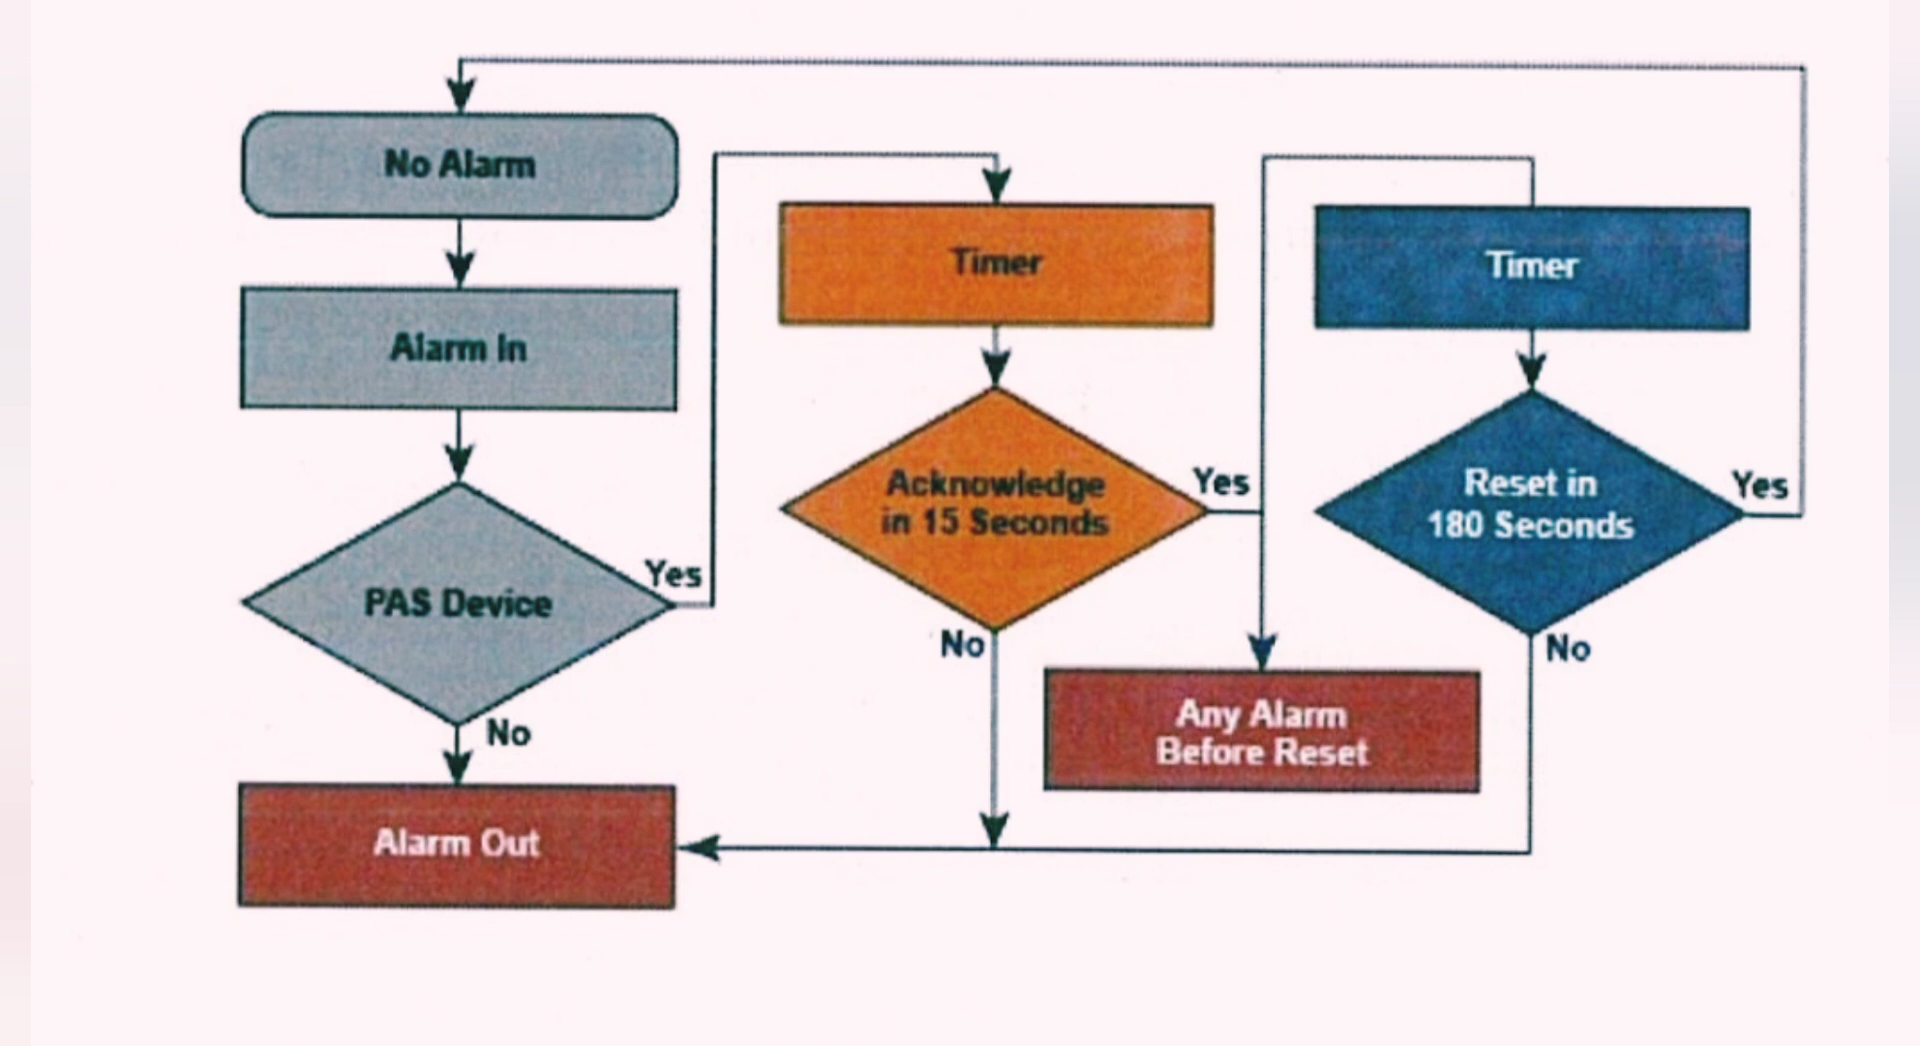 No Alarm
Alarm In
PAS Device
Yes
No
Alarm Out
Timer
Acknowledge
in 15 Seconds
Yes
No
Any Alarm
Before Reset
Timer
Reset in
180 Seconds
Yes
No